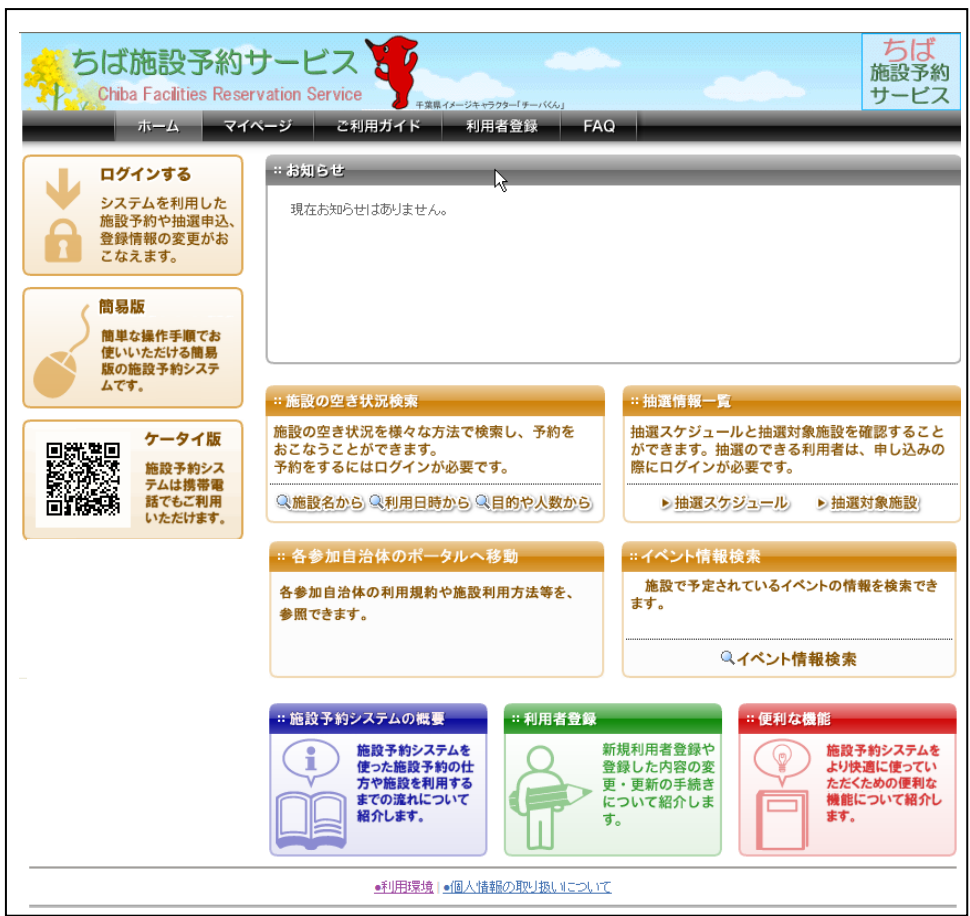 ちば施設予約サービス
Chiba Facilities Reservation Service
千葉県イメージキャラクター「チーバくん」
ちば
施設予約
サービス
ホーム マイページ ご利用ガイド 利用者登録 FAQ
ログインする
システムを利用した
施設予約や抽選申込、
登録情報の変更がお
こなえます。
簡易版
簡単な操作手順でお
使いいただける簡易
版の施設予約システ
ムです。
ケータイ版
施設予約シス
テムは携帯電
話でもご利用
いただけます。
:: お知らせ
現在お知らせはありません。
:: 施設の空き状況検索
施設の空き状況を様々な方法で検索し、予約を
おこなうことができます。
予約をするにはログインが必要です。
施設名から 利用日時から 目的や人数から
:: 抽選情報一覧
抽選スケジュールと抽選対象施設を確認すること
ができます。抽選のできる利用者は、申し込みの
際にログインが必要です。
抽選スケジュール 抽選対象施設
:: 各参加自治体のポータルへ移動
各参加自治体の利用規約や施設利用方法等を、
参照できます。
:: イベント情報検索
施設で予定されているイベントの情報を検索でき
ます。
イベント情報検索
:: 施設予約システムの概要
施設予約システムを
使った施設予約の仕
方や施設を利用する
までの流れについて
紹介します。
:: 利用者登録
新規利用者登録や
登録した内容の変
更・更新の手続き
について紹介しま
す。
:: 便利な機能
施設予約システムを
より快適に使ってい
ただくための便利な
機能について紹介し
ます。
●利用環境 | ●個人情報の取り扱いについて